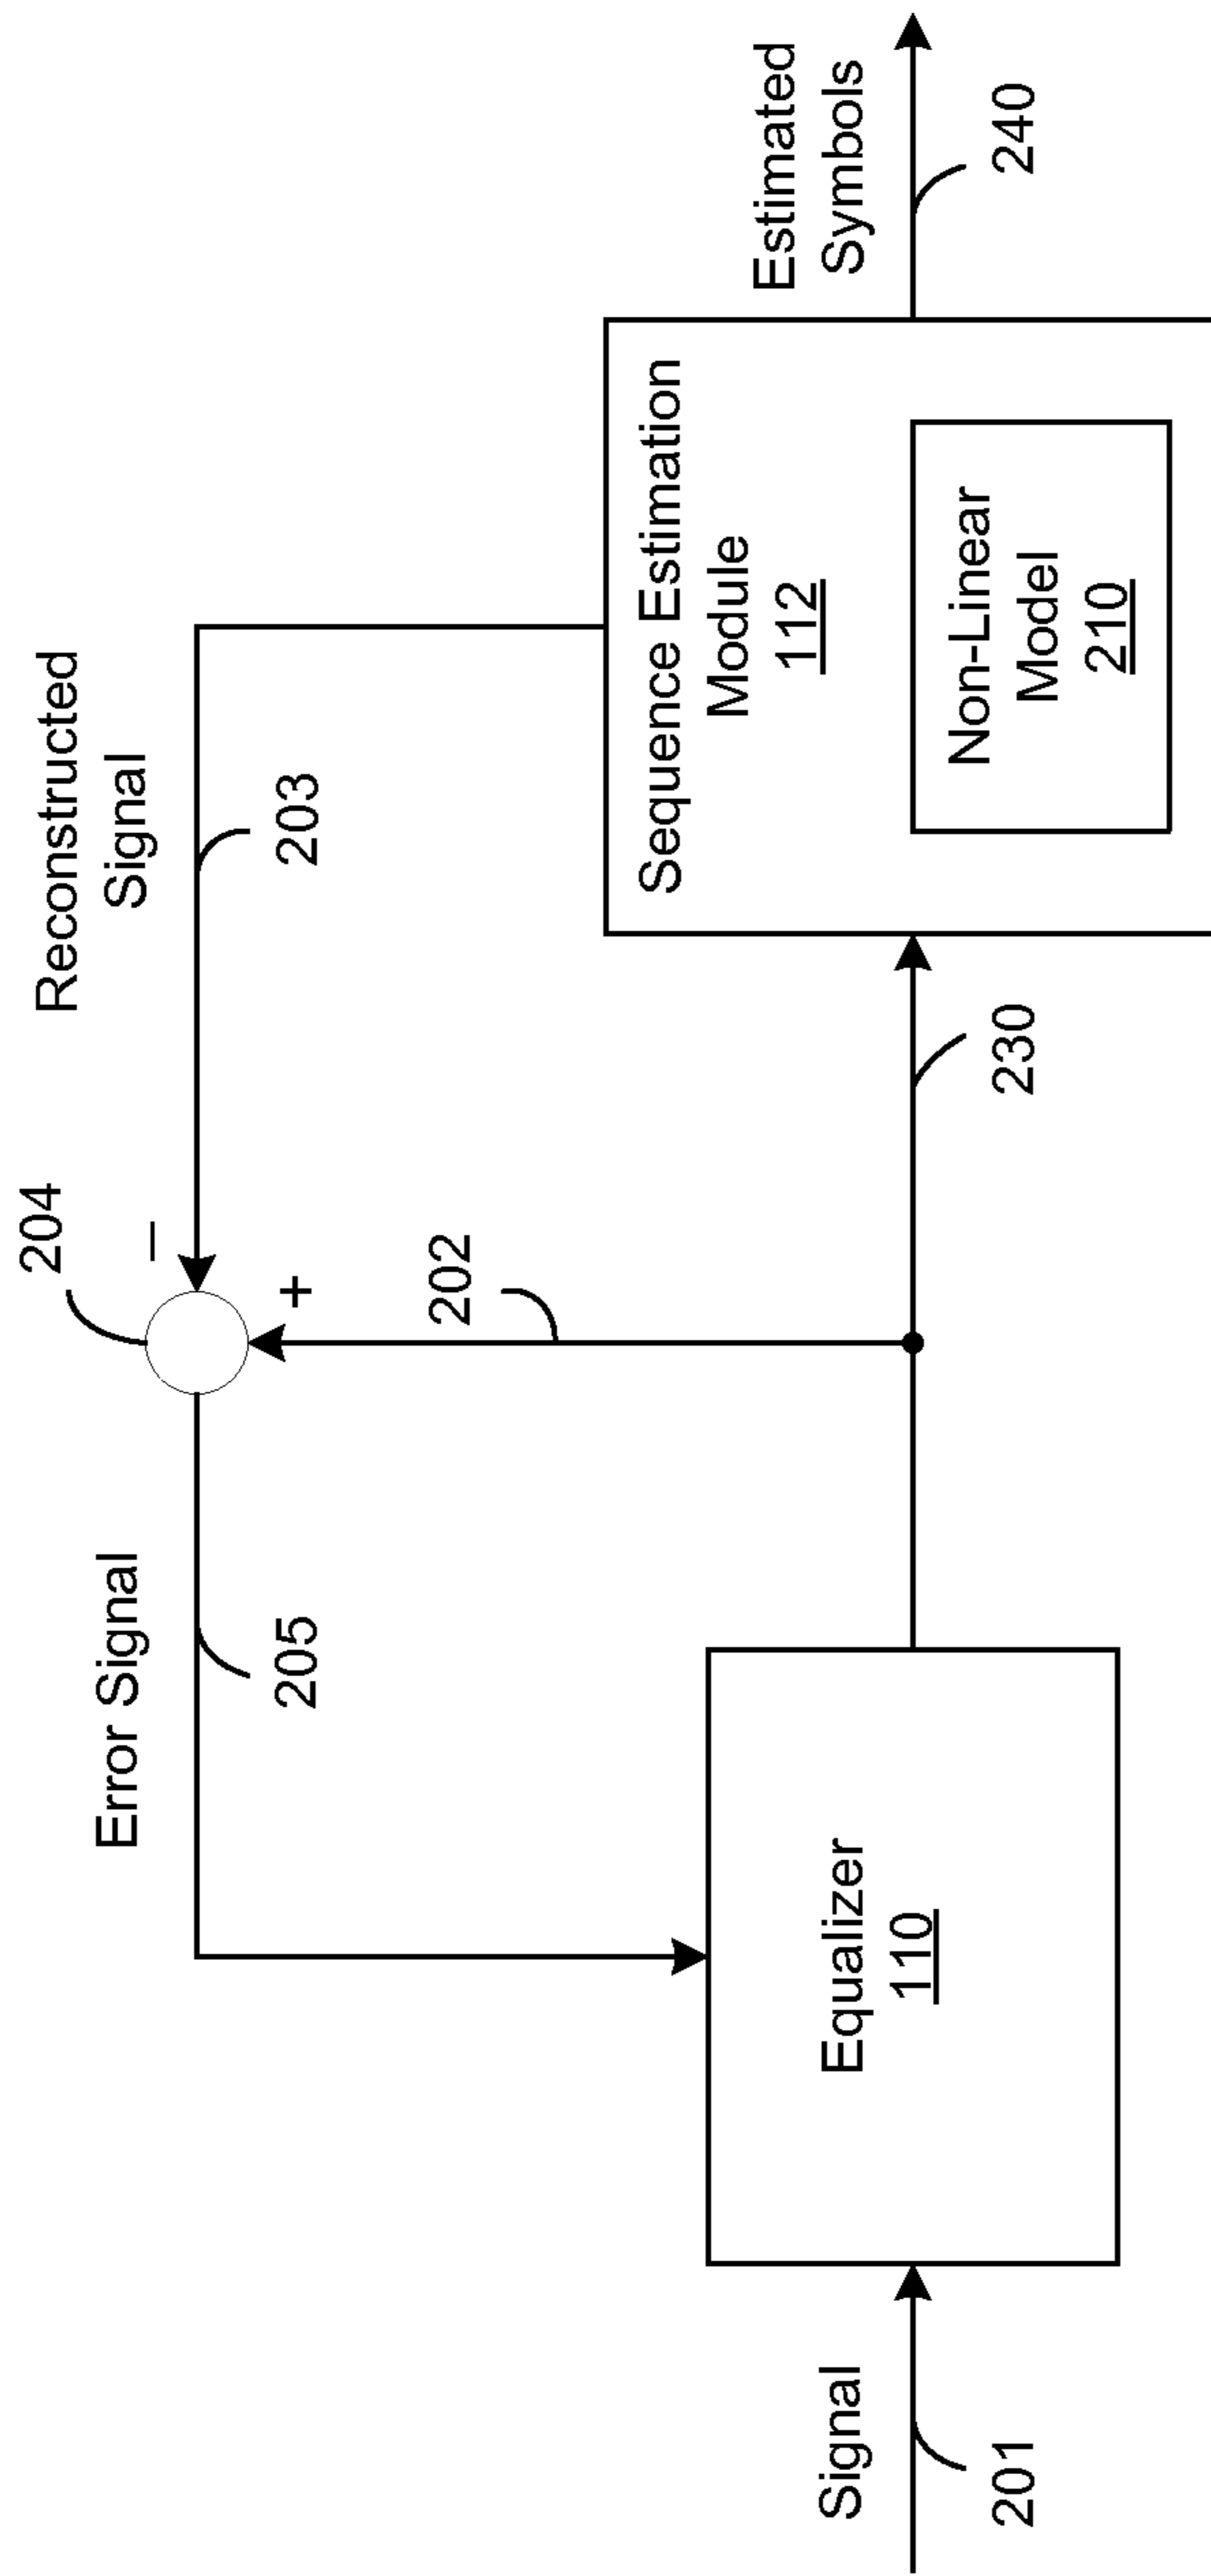 204
–
Reconstructed
Signal
203
Error Signal
205
+
202
Signal
201
Equalizer
110
230
Sequence Estimation
Module
112
Non-Linear
Model
210
Estimated
Symbols
240